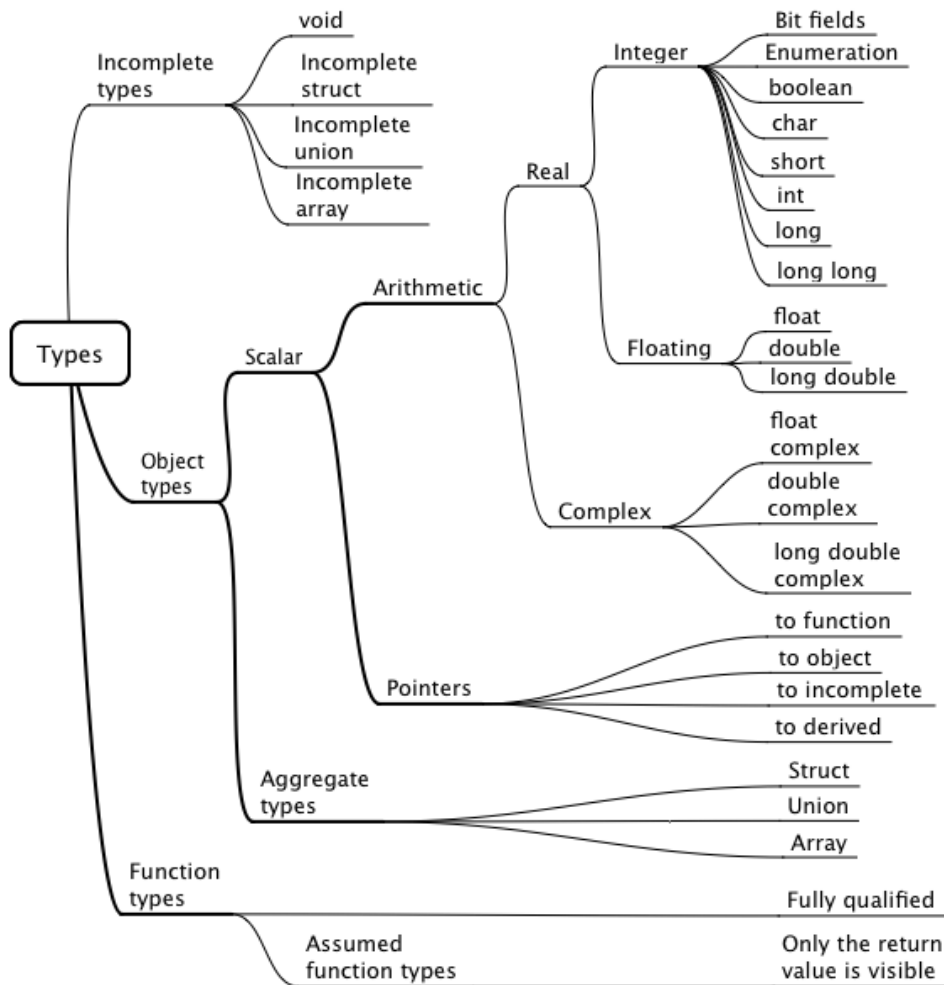 Types
Incomplete
types
void
Incomplete
struct
Incomplete
union
Incomplete
array
Object
types
Scalar
Arithmetic
Real
Integer
Bit fields
Enumeration
boolean
char
short
int
long
long long
Floating
float
double
long double
Complex
float
complex
double
complex
long double
complex
Pointers
to function
to object
to incomplete
to derived
Aggregate
types
Struct
Union
Array
Function
types
Fully qualified
Assumed
function types
Only the return
value is visible